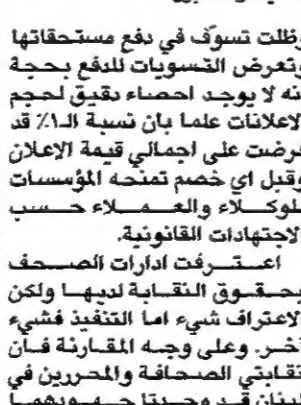 وظلت تسوّف في دفع مستحقاتها
وتعرض التسويات للدفع بحجة
نه لا يوجد احصاء دقيق لحجم
لاعلانات علما بان نسبة الـ١٪ قد
فرضت على اجمالي قيمة الاعلان
وقبل اي خصم تمنحه المؤسسات
للوكلاء والعملاء حسب
الاجتهادات القانونية.
اعترفت ادارات الصحف
بحقوق النقابة لديها ولكن
الاعتراف شيء اما التنفيذ فشيء
آخر. وعلى وجه المقارنة فان
نقابتي الصحافة والمحررين في
لبنان قد وحدتا جهودهما